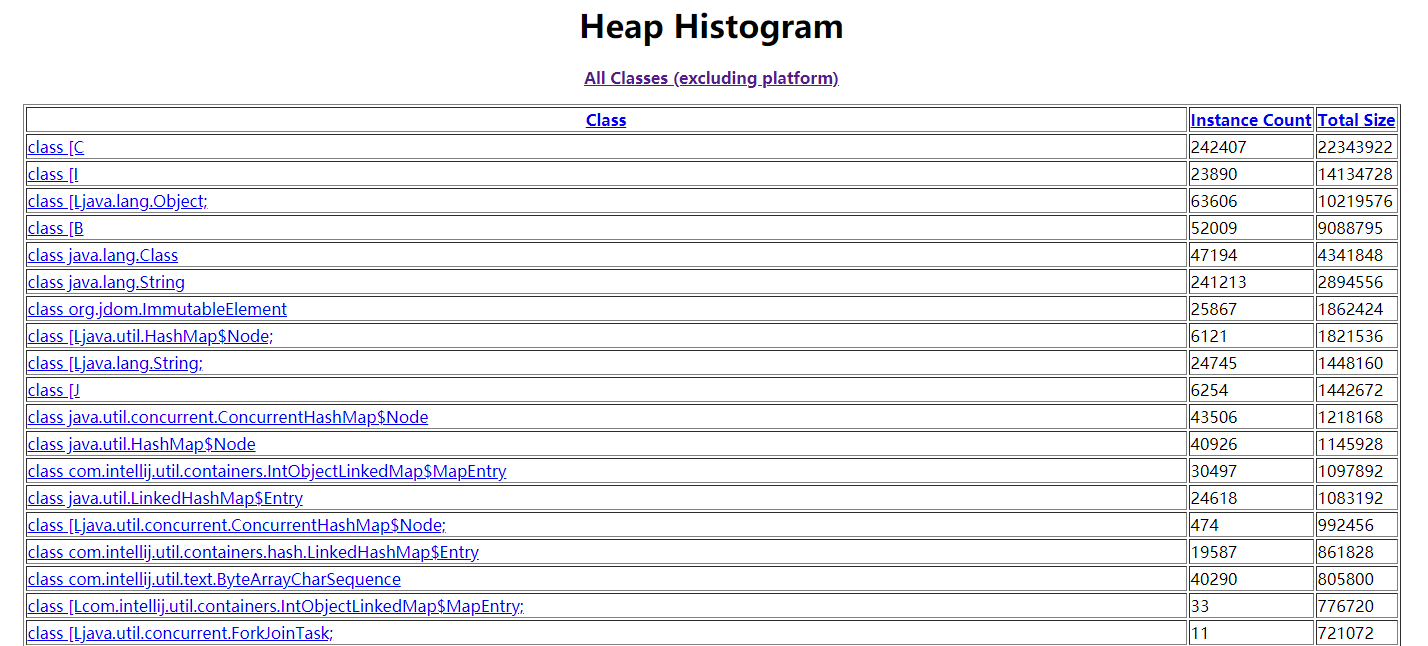 Heap Histogram
All Classes (excluding platform)
Class Instance Count Total Size
class [C 242407 22343922
class [I 23890 14134728
class [Ljava.lang.Object; 63606 10219576
class [B 52009 9088795
class java.lang.Class 47194 4341848
class java.lang.String 241213 2894556
class org.jdom.ImmutableElement 25867 1862424
class [Ljava.util.HashMap$Node; 6121 1821536
class [Ljava.lang.String; 24745 1448160
class [J 6254 1442672
class java.util.concurrent.ConcurrentHashMap$Node 43506 1218168
class java.util.HashMap$Node 40926 1145928
class com.intellij.util.containers.IntObjectLinkedMap$MapEntry 30497 1097892
class java.util.LinkedHashMap$Entry 24618 1083192
class [Ljava.util.concurrent.ConcurrentHashMap$Node; 474 992456
class com.intellij.util.containers.hash.LinkedHashMap$Entry 19587 861828
class com.intellij.util.text.ByteArrayCharSequence 40290 805800
class [Lcom.intellij.util.containers.IntObjectLinkedMap$MapEntry; 33 776720
class [Ljava.util.concurrent.ForkJoinTask; 11 721072